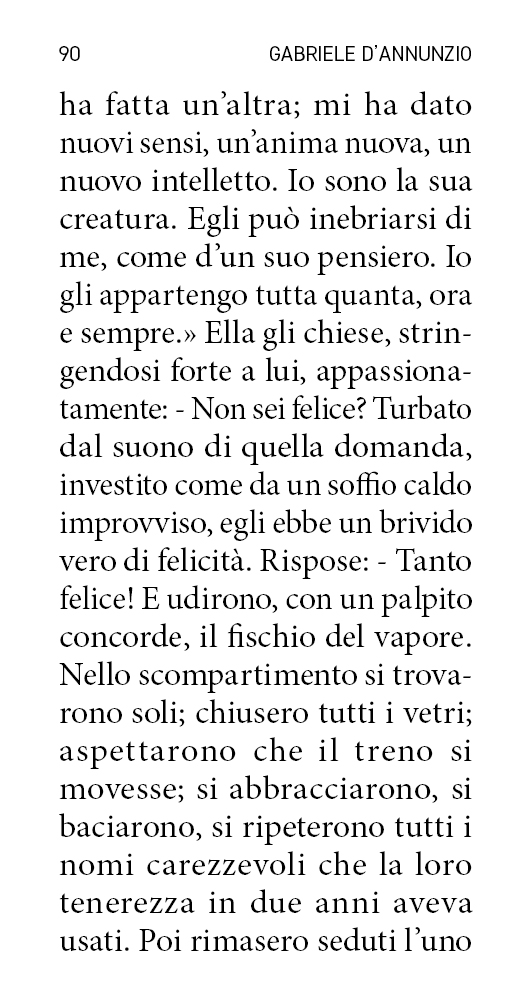 90 GABRIELE D’ANNUNZIO
ha fatta un’altra; mi ha dato
nuovi sensi, un’anima nuova, un
nuovo intelletto. Io sono la sua
creatura. Egli può inebriarsi di
me, come d’un suo pensiero. Io
gli appartengo tutta quanta, ora
e sempre.» Ella gli chiese, strin-
gendosi forte a lui, appassiona-
tamente: - Non sei felice? Turbato
dal suono di quella domanda,
investito come da un soffio caldo
improvviso, egli ebbe un brivido
vero di felicità. Rispose: - Tanto
felice! E udirono, con un palpito
concorde, il fischio del vapore.
Nello scompartimento si trova-
rono soli; chiusero tutti i vetri;
aspettarono che il treno si
movesse; si abbracciarono, si
baciarono, si ripeterono tutti i
nomi carezzevoli che la loro
tenerezza in due anni aveva
usati. Poi rimasero seduti l’uno